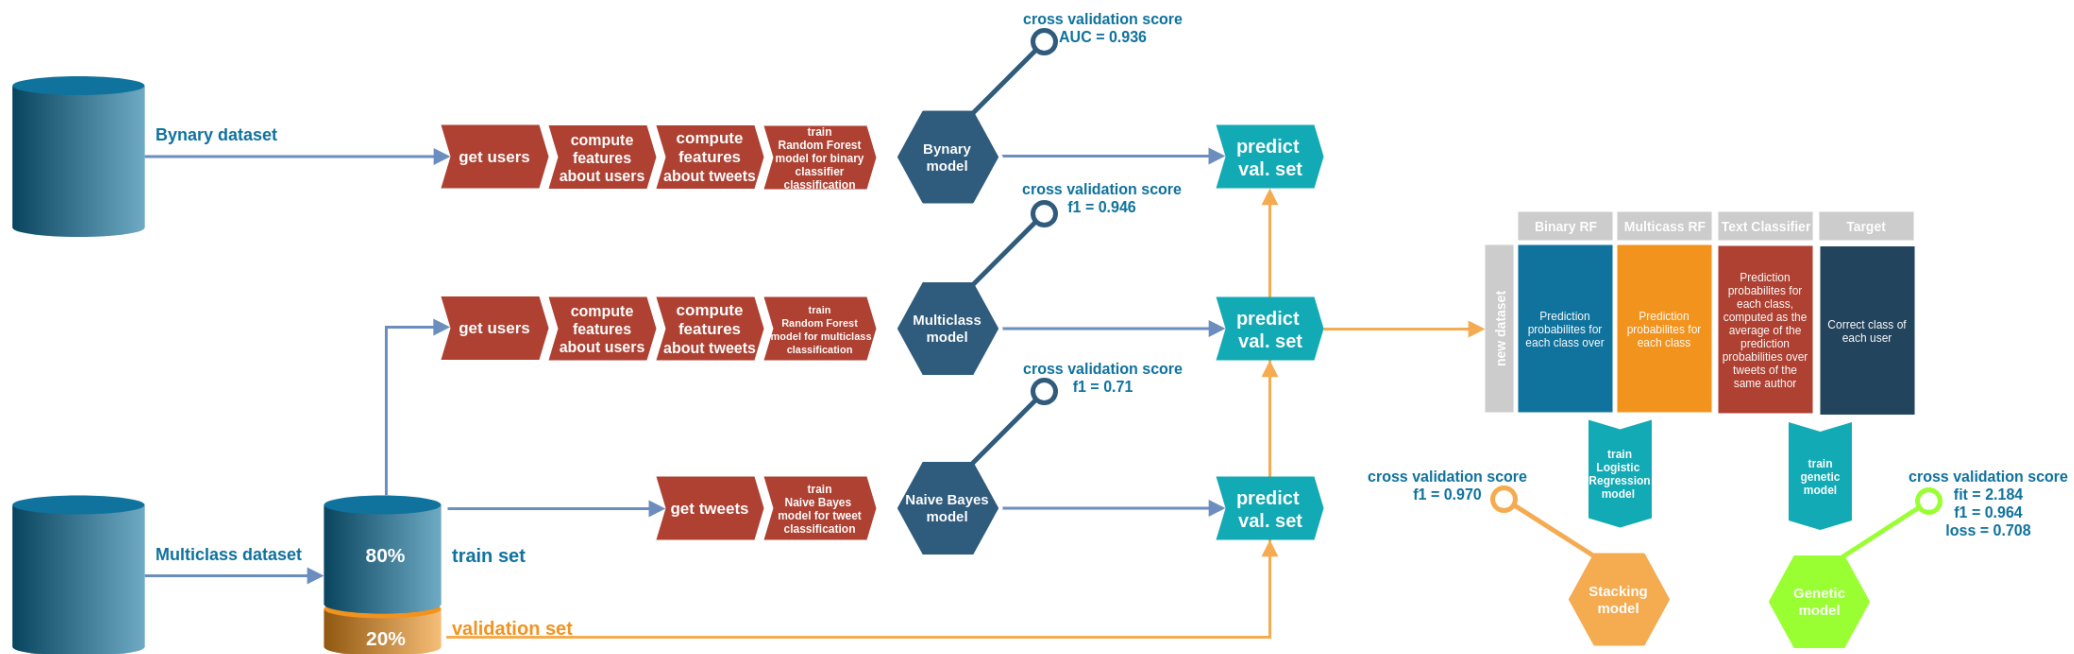 cross validation score
AUC = 0.936
Bynary dataset
get users
compute
features
about users
compute
features
about tweets
train
Random Forest
model for binary
classifier
classification
Bynary
model
predict
val. set
cross validation score
f1 = 0.946
get users
compute
features
about users
compute
features
about tweets
train
Random Forest
model for multiclass
classification
Multiclass
model
predict
val. set
cross validation score
f1 = 0.71
Multiclass dataset
80%
20%
train set
validation set
get tweets
train
Naive Bayes
model for tweet
classification
Naive Bayes
model
predict
val. set
Binary RF
Multicass RF
Text Classifier
Target
new dataset
Prediction
probabilites for
each class over
Prediction
probabilites for
each class
Prediction
probabilites for
each class,
computed as the
average of the
prediction
probabilities over
tweets of the
same author
Correct class of
each user
train
Logistic
Regression
model
train
genetic
model
cross validation score
f1 = 0.970
Stacking
model
cross validation score
fit = 2.184
f1 = 0.964
loss = 0.708
Genetic
model